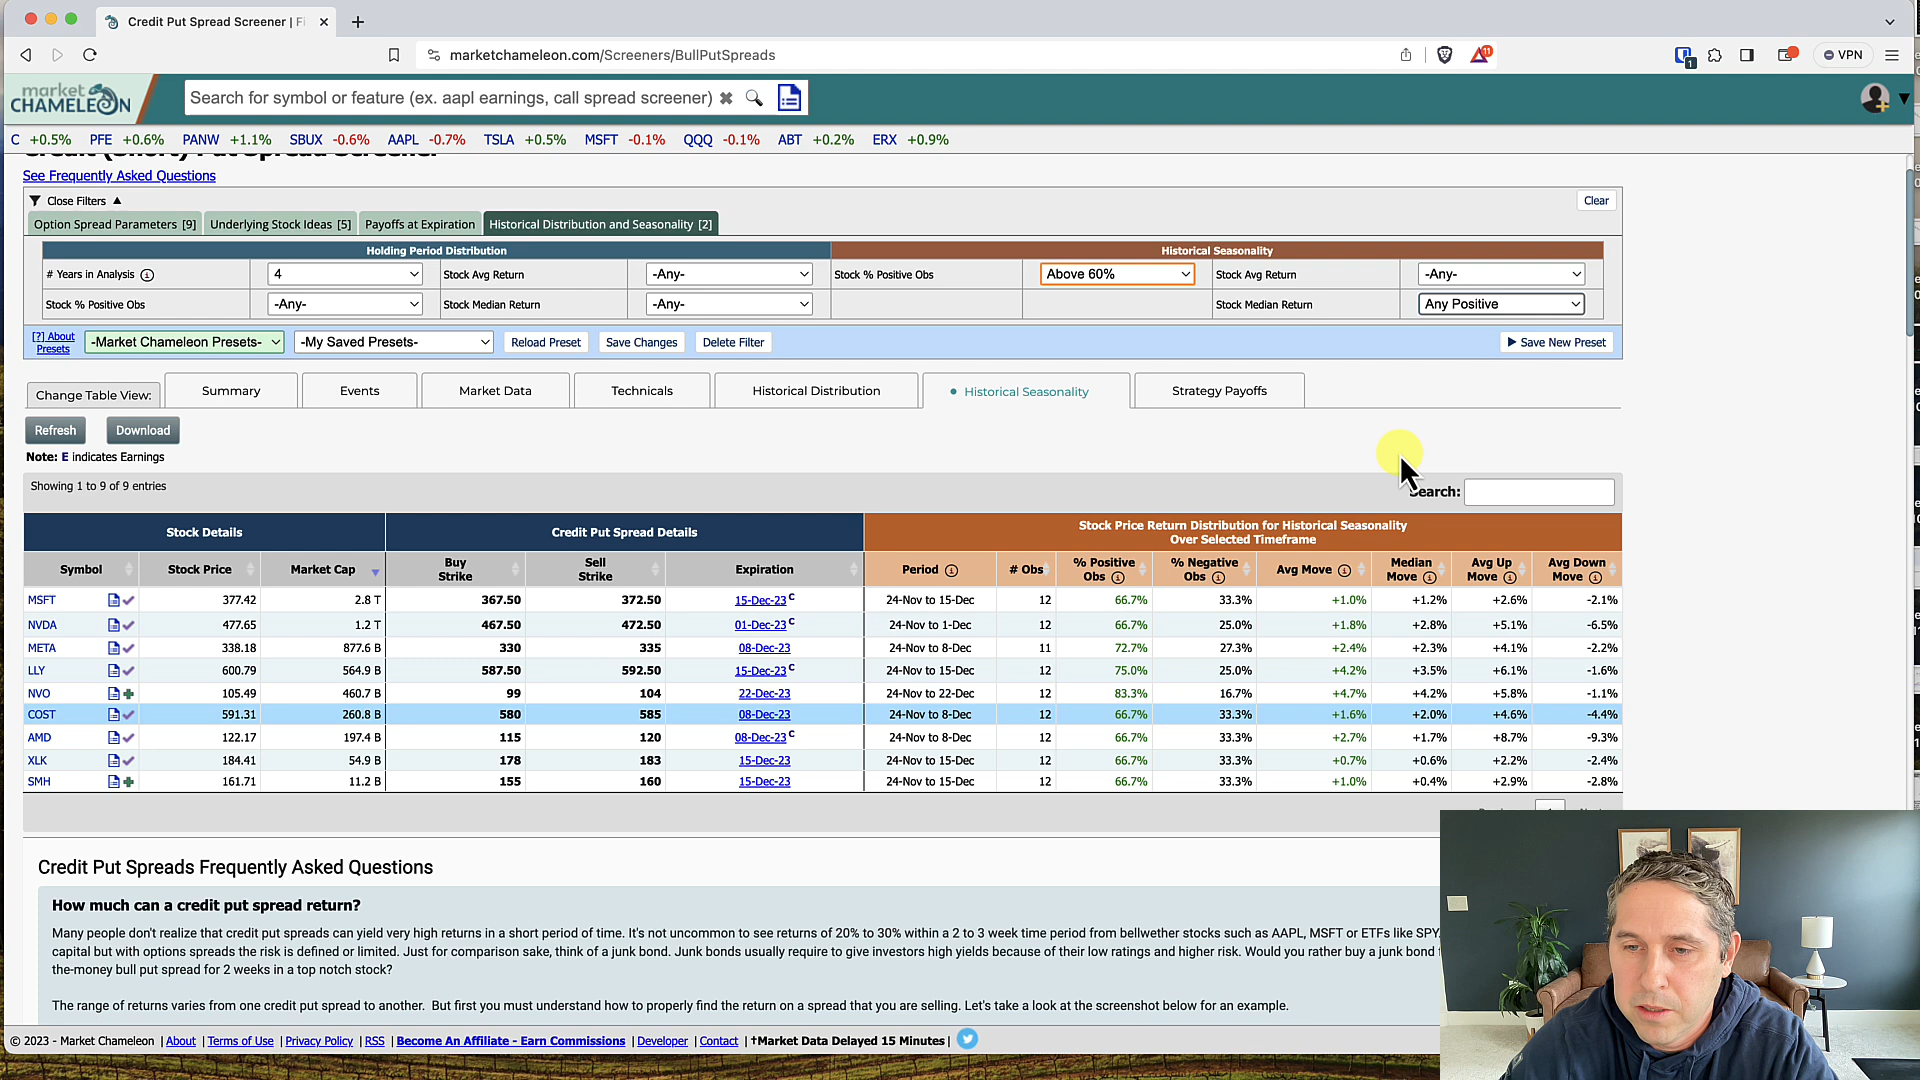 Credit Put Spread Screener | Fi
marketchameleon.com/Screeners/BullPutSpreads
11
1
VPN
market
CHAMELEON
Search for symbol or feature (ex. aapl earnings, call spread screener)
C +0.5% PFE +0.6% PANW +1.1% SBUX -0.6% AAPL -0.7% TSLA +0.5% MSFT -0.1% QQQ -0.1% ABT +0.2% ERX +0.9%
Credit (Short) Put Spread Screener
See Frequently Asked Questions
Close Filters ▲ Clear
Option Spread Parameters [9] Underlying Stock Ideas [5] Payoffs at Expiration Historical Distribution and Seasonality [2]
Holding Period Distribution Historical Seasonality
# Years in Analysis 4 Stock Avg Return -Any- Stock % Positive Obs Above 60% Stock Avg Return -Any-
Stock % Positive Obs -Any- Stock Median Return -Any- Stock Median Return Any Positive
[?] About Presets -Market Chameleon Presets- -My Saved Presets- Reload Preset Save Changes Delete Filter ▶ Save New Preset
Change Table View: Summary Events Market Data Technicals Historical Distribution • Historical Seasonality Strategy Payoffs
Refresh Download
Note: E indicates Earnings
Showing 1 to 9 of 9 entries Search:
Stock Details Credit Put Spread Details Stock Price Return Distribution for Historical Seasonality
Over Selected Timeframe
Symbol Stock Price Market Cap Buy Strike Sell Strike Expiration Period # Obs % Positive Obs % Negative Obs Avg Move Median Move Avg Up Move Avg Down Move
MSFT 377.42 2.8 T 367.50 372.50 15-Dec-23 C 24-Nov to 15-Dec 12 66.7% 33.3% +1.0% +1.2% +2.6% -2.1%
NVDA 477.65 1.2 T 467.50 472.50 01-Dec-23 C 24-Nov to 1-Dec 12 66.7% 25.0% +1.8% +2.8% +5.1% -6.5%
META 338.18 877.6 B 330 335 08-Dec-23 24-Nov to 8-Dec 11 72.7% 27.3% +2.4% +2.3% +4.1% -2.2%
LLY 600.79 564.9 B 587.50 592.50 15-Dec-23 C 24-Nov to 15-Dec 12 75.0% 25.0% +4.2% +3.5% +6.1% -1.6%
NVO 105.49 460.7 B 99 104 22-Dec-23 24-Nov to 22-Dec 12 83.3% 16.7% +4.7% +4.2% +5.8% -1.1%
COST 591.31 260.8 B 580 585 08-Dec-23 24-Nov to 8-Dec 12 66.7% 33.3% +1.6% +2.0% +4.6% -4.4%
AMD 122.17 197.4 B 115 120 08-Dec-23 C 24-Nov to 8-Dec 12 66.7% 33.3% +2.7% +1.7% +8.7% -9.3%
XLK 184.41 54.9 B 178 183 15-Dec-23 24-Nov to 15-Dec 12 66.7% 33.3% +0.7% +0.6% +2.2% -2.4%
SMH 161.71 11.2 B 155 160 15-Dec-23 24-Nov to 15-Dec 12 66.7% 33.3% +1.0% +0.4% +2.9% -2.8%
Credit Put Spreads Frequently Asked Questions
How much can a credit put spread return?
Many people don't realize that credit put spreads can yield very high returns in a short period of time. It's not uncommon to see returns of 20% to 30% within a 2 to 3 week time period from bellwether stocks such as AAPL, MSFT or ETFs like SPY.
capital but with options spreads the risk is defined or limited. Just for comparison sake, think of a junk bond. Junk bonds usually require to give investors high yields because of their low ratings and higher risk. Would you rather buy a junk bond
the-money bull put spread for 2 weeks in a top notch stock?
The range of returns varies from one credit put spread to another. But first you must understand how to properly find the return on a spread that you are selling. Let's take a look at the screenshot below for an example.
© 2023 - Market Chameleon | About | Terms of Use | Privacy Policy | RSS | Become An Affiliate - Earn Commissions | Developer | Contact | †Market Data Delayed 15 Minutes |